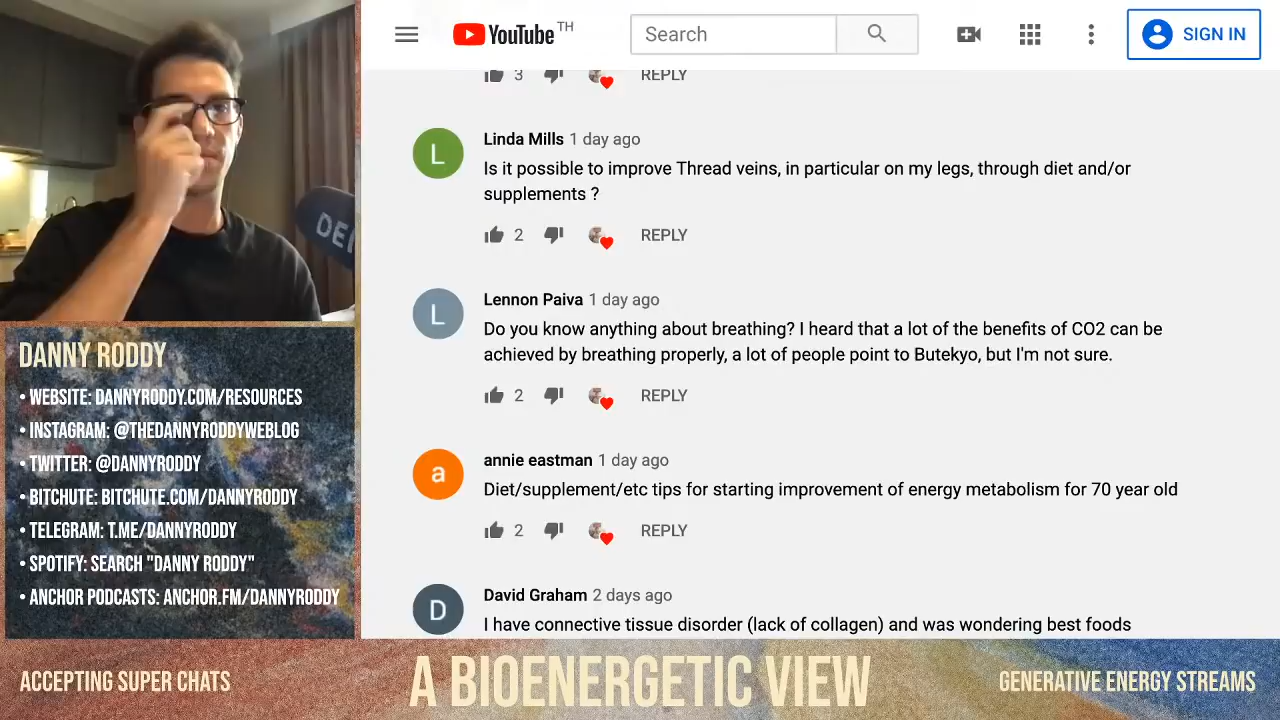 YouTube TH
Search
SIGN IN
3 REPLY
L
Linda Mills 1 day ago
Is it possible to improve Thread veins, in particular on my legs, through diet and/or
supplements ?
2 REPLY
L
Lennon Paiva 1 day ago
Do you know anything about breathing? I heard that a lot of the benefits of CO2 can be
achieved by breathing properly, a lot of people point to Butekyo, but I'm not sure.
2 REPLY
a
annie eastman 1 day ago
Diet/supplement/etc tips for starting improvement of energy metabolism for 70 year old
2 REPLY
D
David Graham 2 days ago
I have connective tissue disorder (lack of collagen) and was wondering best foods
DANNY RODDY
• WEBSITE: DANNYRODDY.COM/RESOURCES
• INSTAGRAM: @THEDANNYRODDYWEBLOG
• TWITTER: @DANNYRODDY
• BITCHUTE: BITCHUTE.COM/DANNYRODDY
• TELEGRAM: T.ME/DANNYRODDY
• SPOTIFY: SEARCH "DANNY RODDY"
• ANCHOR PODCASTS: ANCHOR.FM/DANNYRODDY
ACCEPTING SUPER CHATS
A BIOENERGETIC VIEW
GENERATIVE ENERGY STREAMS